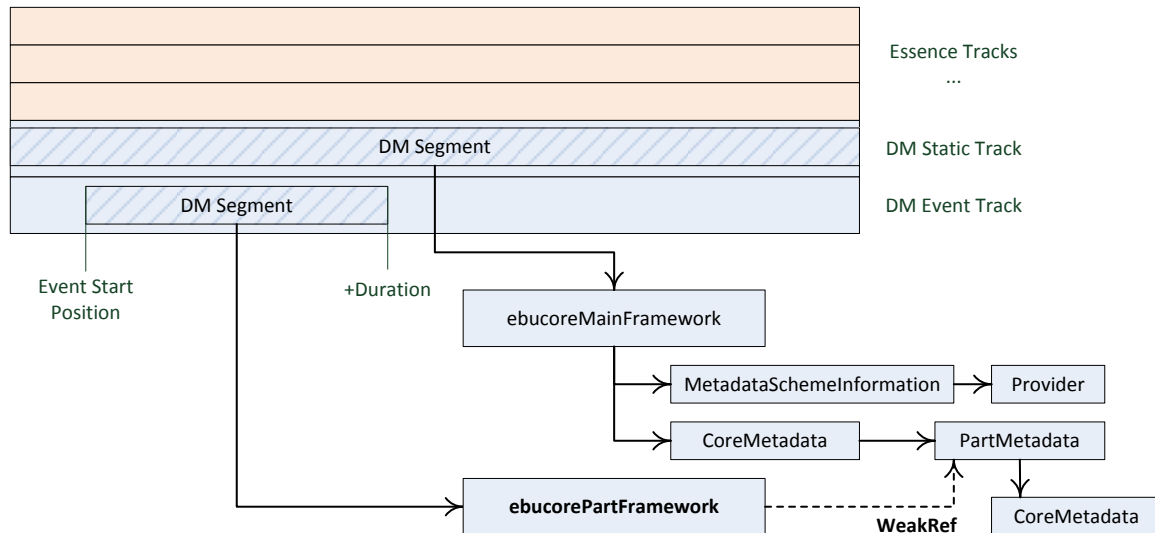 Essence Tracks
...
DM Segment
DM Static Track
DM Segment
DM Event Track
Event Start
Position
+Duration
ebucoreMainFramework
MetadataSchemeInformation
Provider
CoreMetadata
PartMetadata
ebucorePartFramework
WeakRef
CoreMetadata